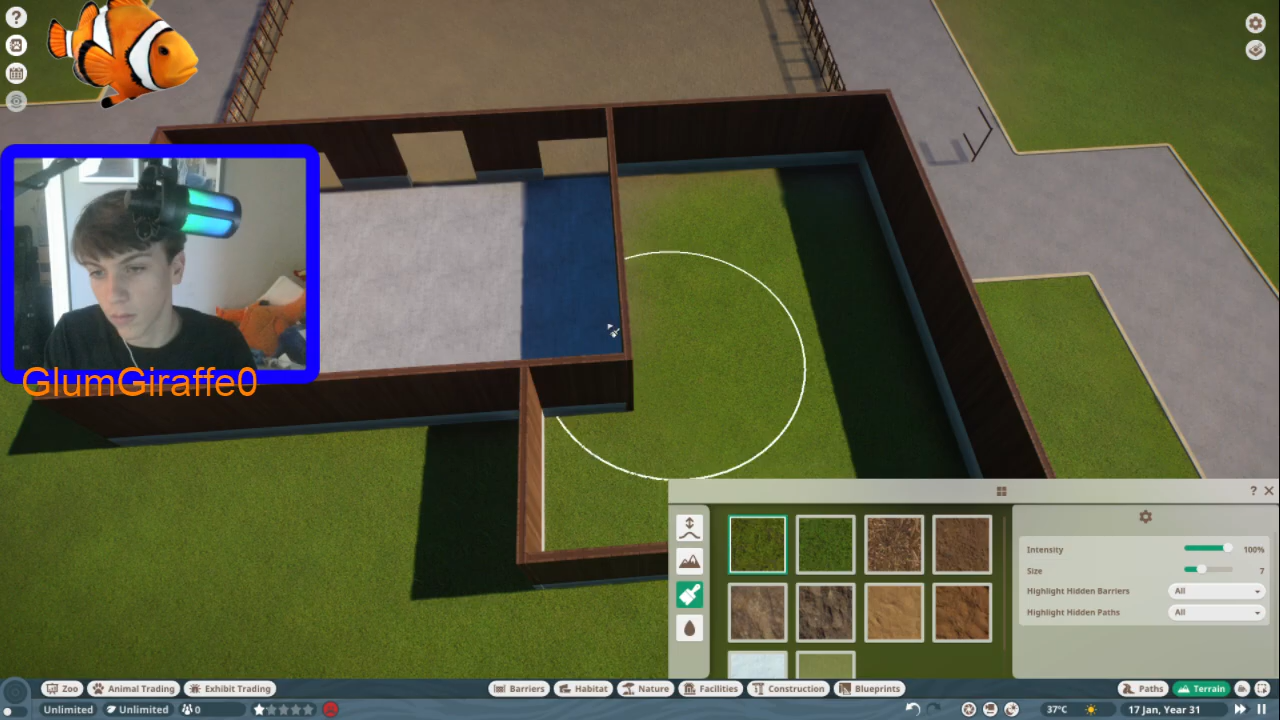 ?
GlumGiraffe0
? ×
Intensity 100%
Size 7
Highlight Hidden Barriers All
Highlight Hidden Paths All
Zoo Animal Trading Exhibit Trading Barriers Habitat Nature Facilities Construction Blueprints Paths Terrain
Unlimited Unlimited 0 37°C 17 Jan, Year 31